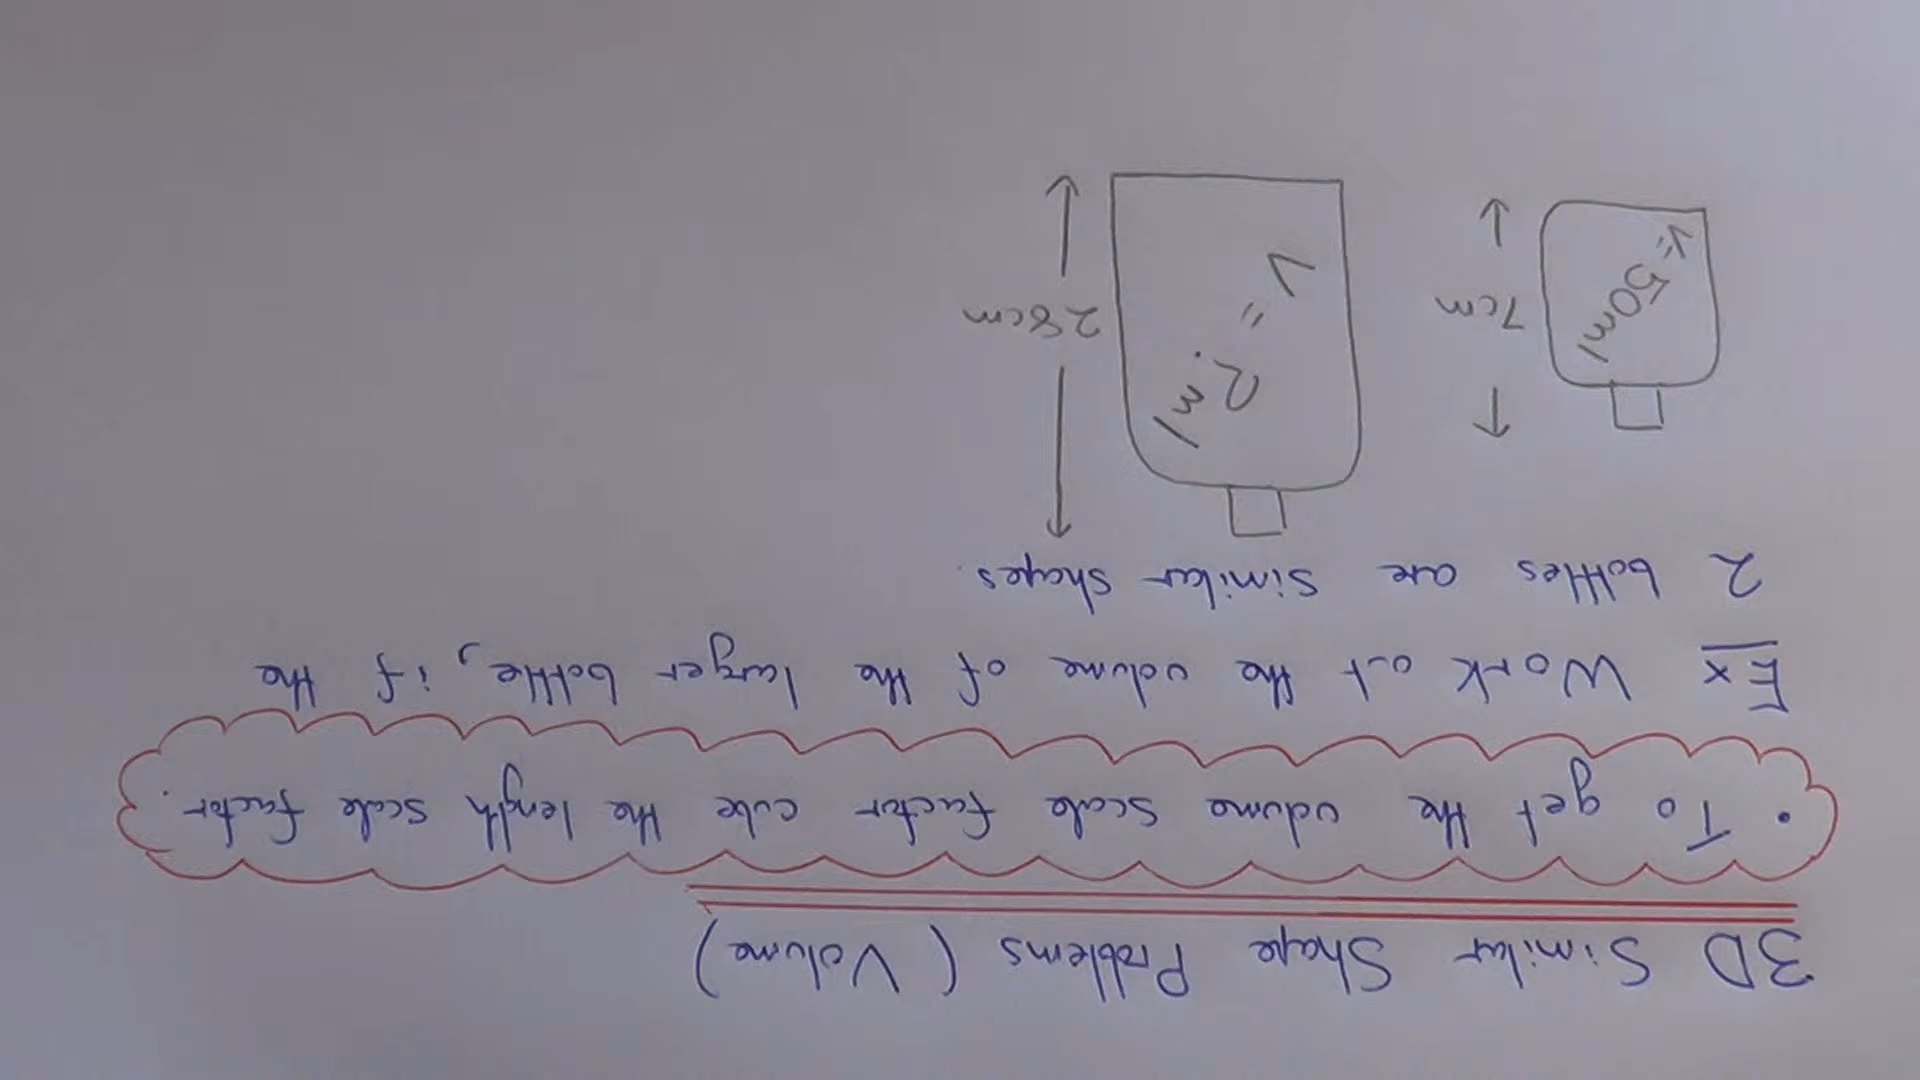 3D Similar Shape Problems (Volume)
• To get the volume scale factor cube the length scale factor.
Ex Work out the volume of the larger bottle, if the
2 bottles are similar shapes.
7cm
V=50ml
28cm
V=?ml